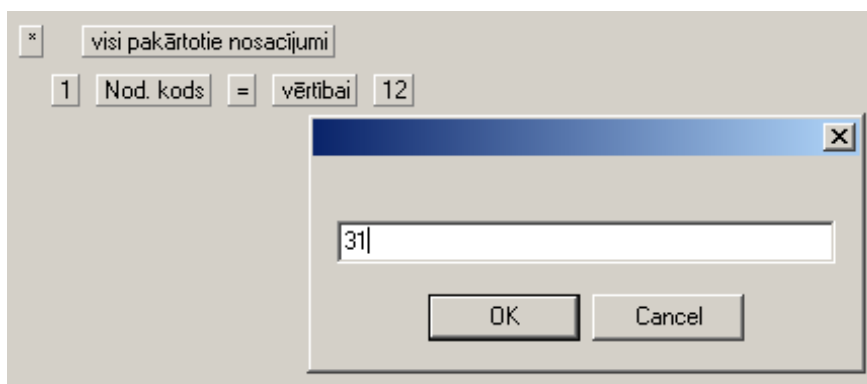 * visi pakārtotie nosacījumi
1 Nod. kods = vērtībai 12
31
OK Cancel